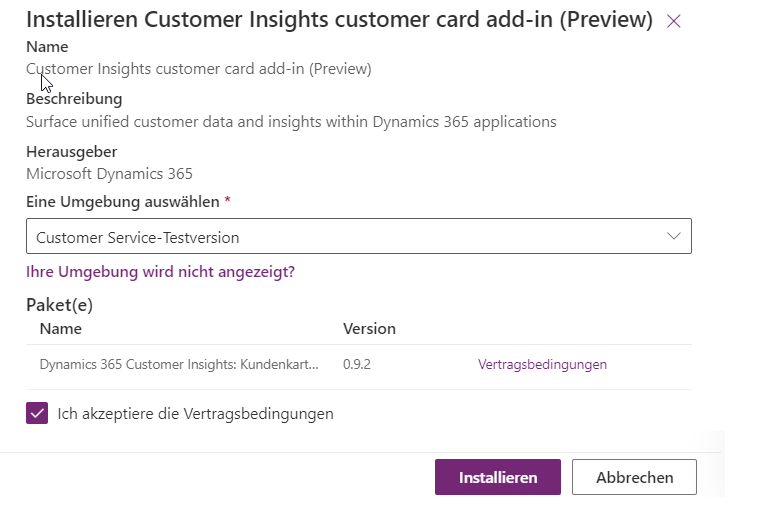 Installieren Customer Insights customer card add-in (Preview)
Name
Customer Insights customer card add-in (Preview)
Beschreibung
Surface unified customer data and insights within Dynamics 365 applications
Herausgeber
Microsoft Dynamics 365
Eine Umgebung auswählen *
Customer Service-Testversion
Ihre Umgebung wird nicht angezeigt?
Paket(e)
Name Version
Dynamics 365 Customer Insights: Kundenkart... 0.9.2 Vertragsbedingungen
Ich akzeptiere die Vertragsbedingungen
Installieren Abbrechen